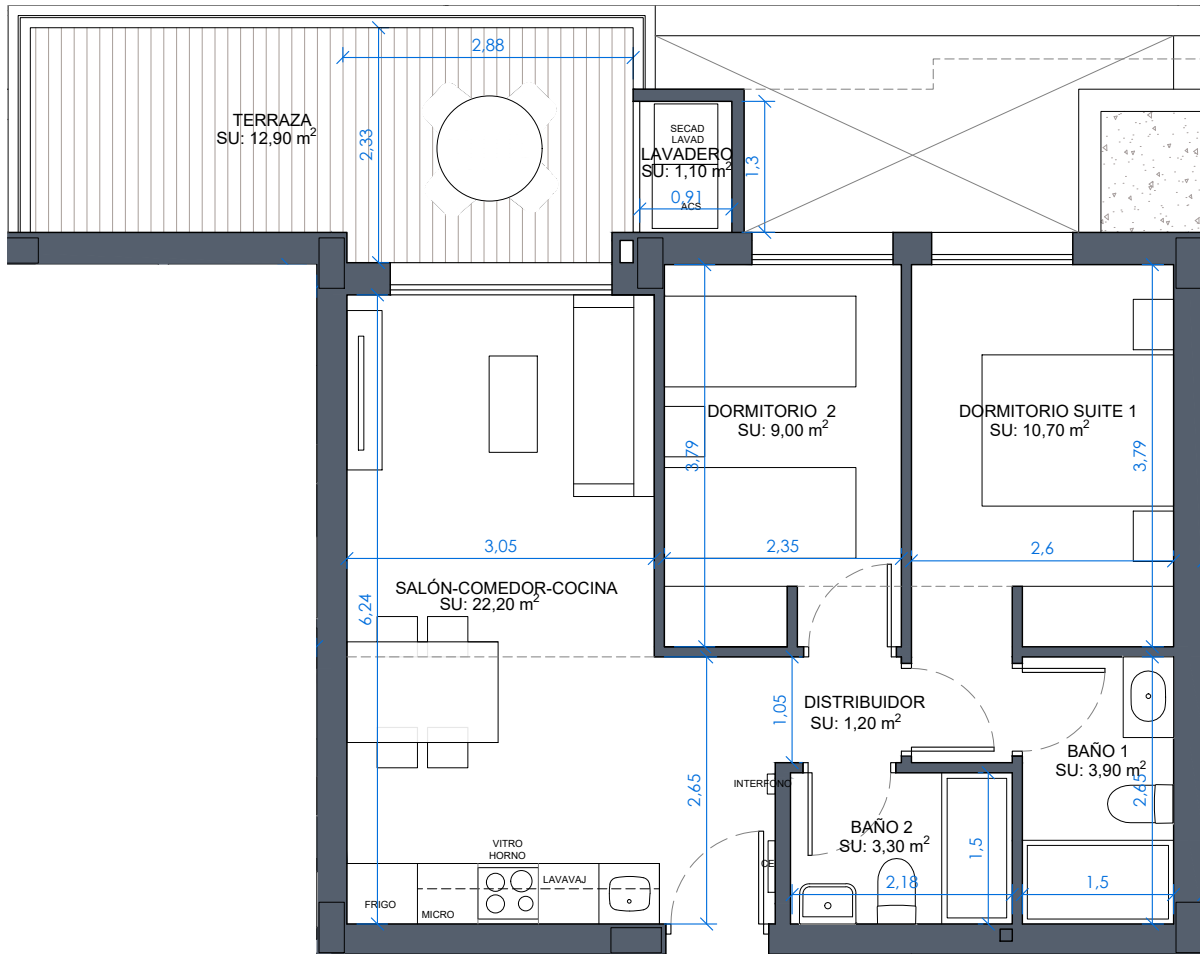 2,88
TERRAZA
SU: 12,90 m²
2,33
SECAD
LAVAD
LAVADERO
SU: 1,10 m²
1,3
0,91
ACS
DORMITORIO 2
SU: 9,00 m²
3,79
DORMITORIO SUITE 1
SU: 10,70 m²
3,79
3,05
2,35
2,6
SALÓN-COMEDOR-COCINA
SU: 22,20 m²
6,24
DISTRIBUIDOR
SU: 1,20 m²
1,05
BAÑO 1
SU: 3,90 m²
2,65
INTERFONO
2,65
BAÑO 2
SU: 3,30 m²
1,5
VITRO
HORNO
LAVAVAJ
CE
2,18
1,5
FRIGO
MICRO